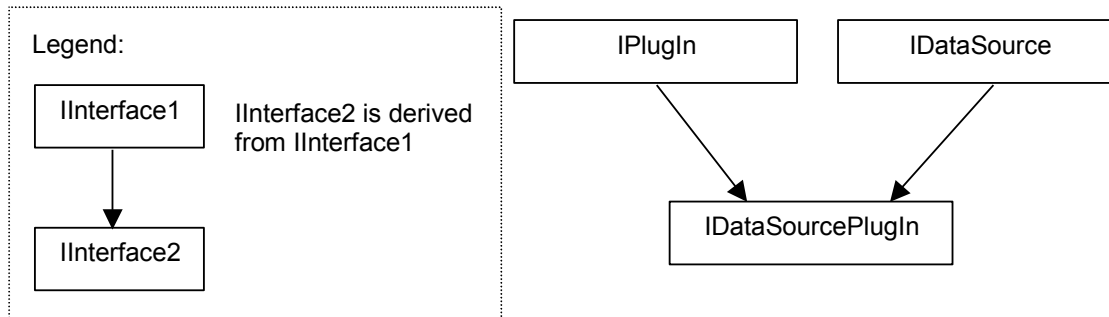 Legend:
IInterface1
IInterface2 is derived
from IInterface1
IInterface2
IPlugIn
IDataSource
IDataSourcePlugIn